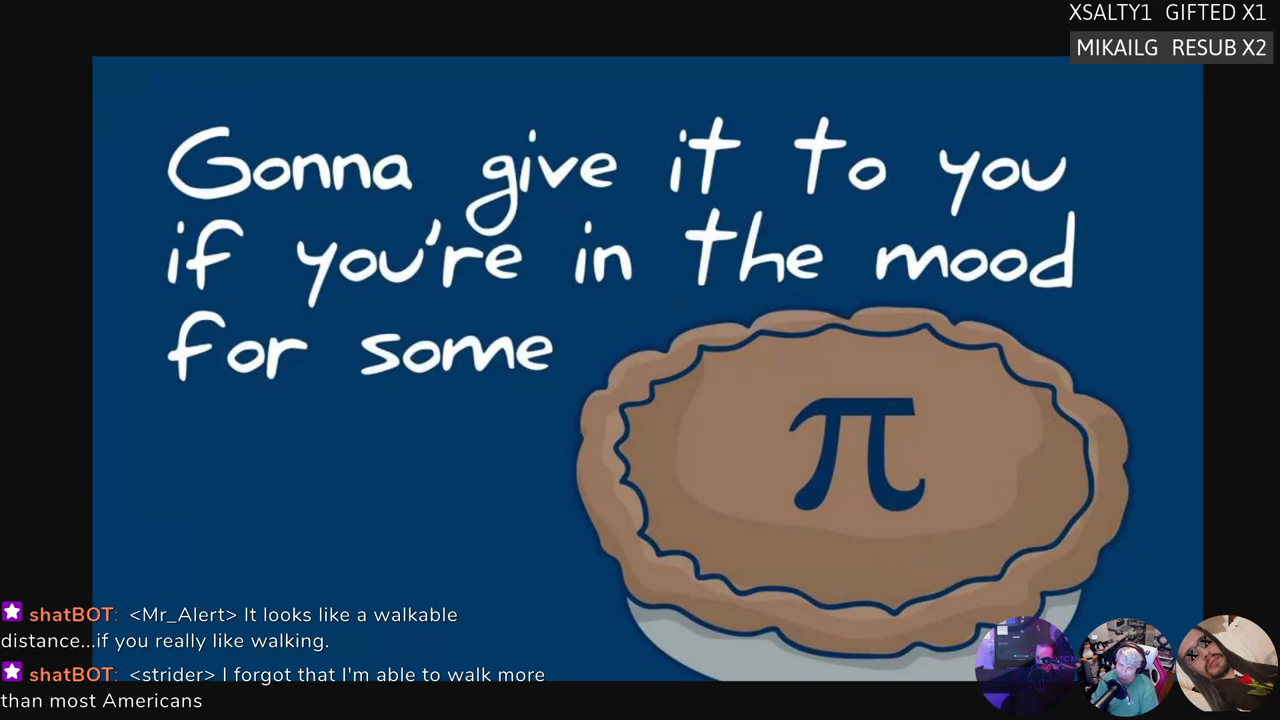 XSALTY1 GIFTED X1
MIKAILG RESUB X2
Gonna give it to you
if you're in the mood
for some
π
shatBOT: <Mr_Alert> It looks like a walkable
distance...if you really like walking.
shatBOT: <strider> I forgot that I'm able to walk more
than most Americans